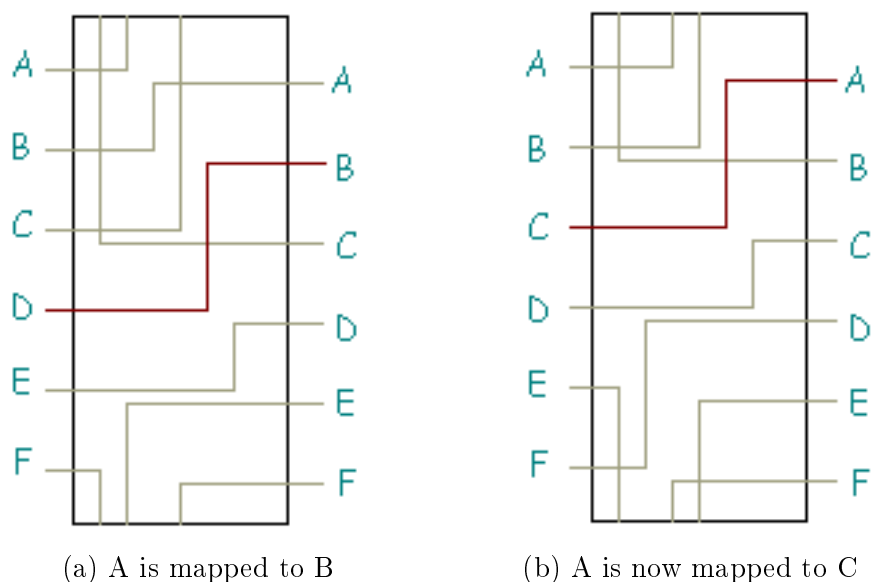 A A A A
B B B B
C C C C
D D D D
E E E E
F F F F
(a) A is mapped to B (b) A is now mapped to C